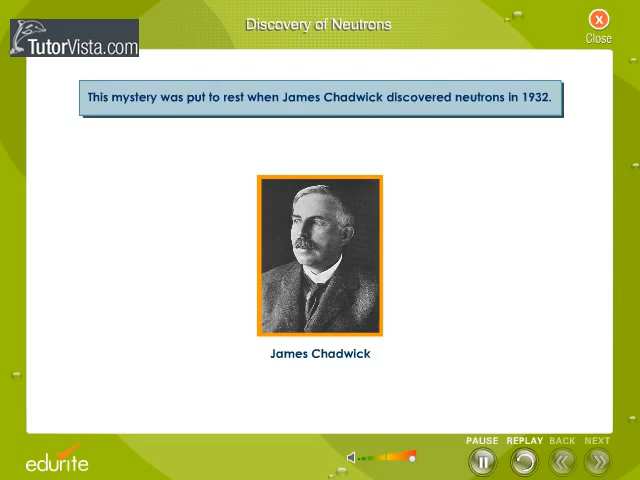 Discovery of Neutrons
TutorVista.com
Close
This mystery was put to rest when James Chadwick discovered neutrons in 1932.
James Chadwick
PAUSE REPLAY BACK NEXT
edurite